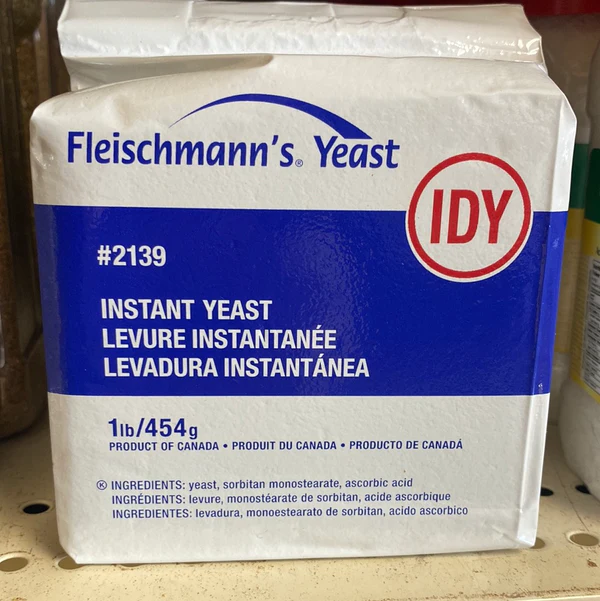 Fleischmann's® Yeast
IDY
#2139
INSTANT YEAST
LEVURE INSTANTANÉE
LEVADURA INSTANTÁNEA
1lb/454g
PRODUCT OF CANADA • PRODUIT DU CANADA • PRODUCTO DE CANADÁ
Ⓚ INGREDIENTS: yeast, sorbitan monostearate, ascorbic acid
INGRÉDIENTS: levure, monostéarate de sorbitan, acide ascorbique
INGREDIENTES: levadura, monoestearato de sorbitan, acido ascorbico